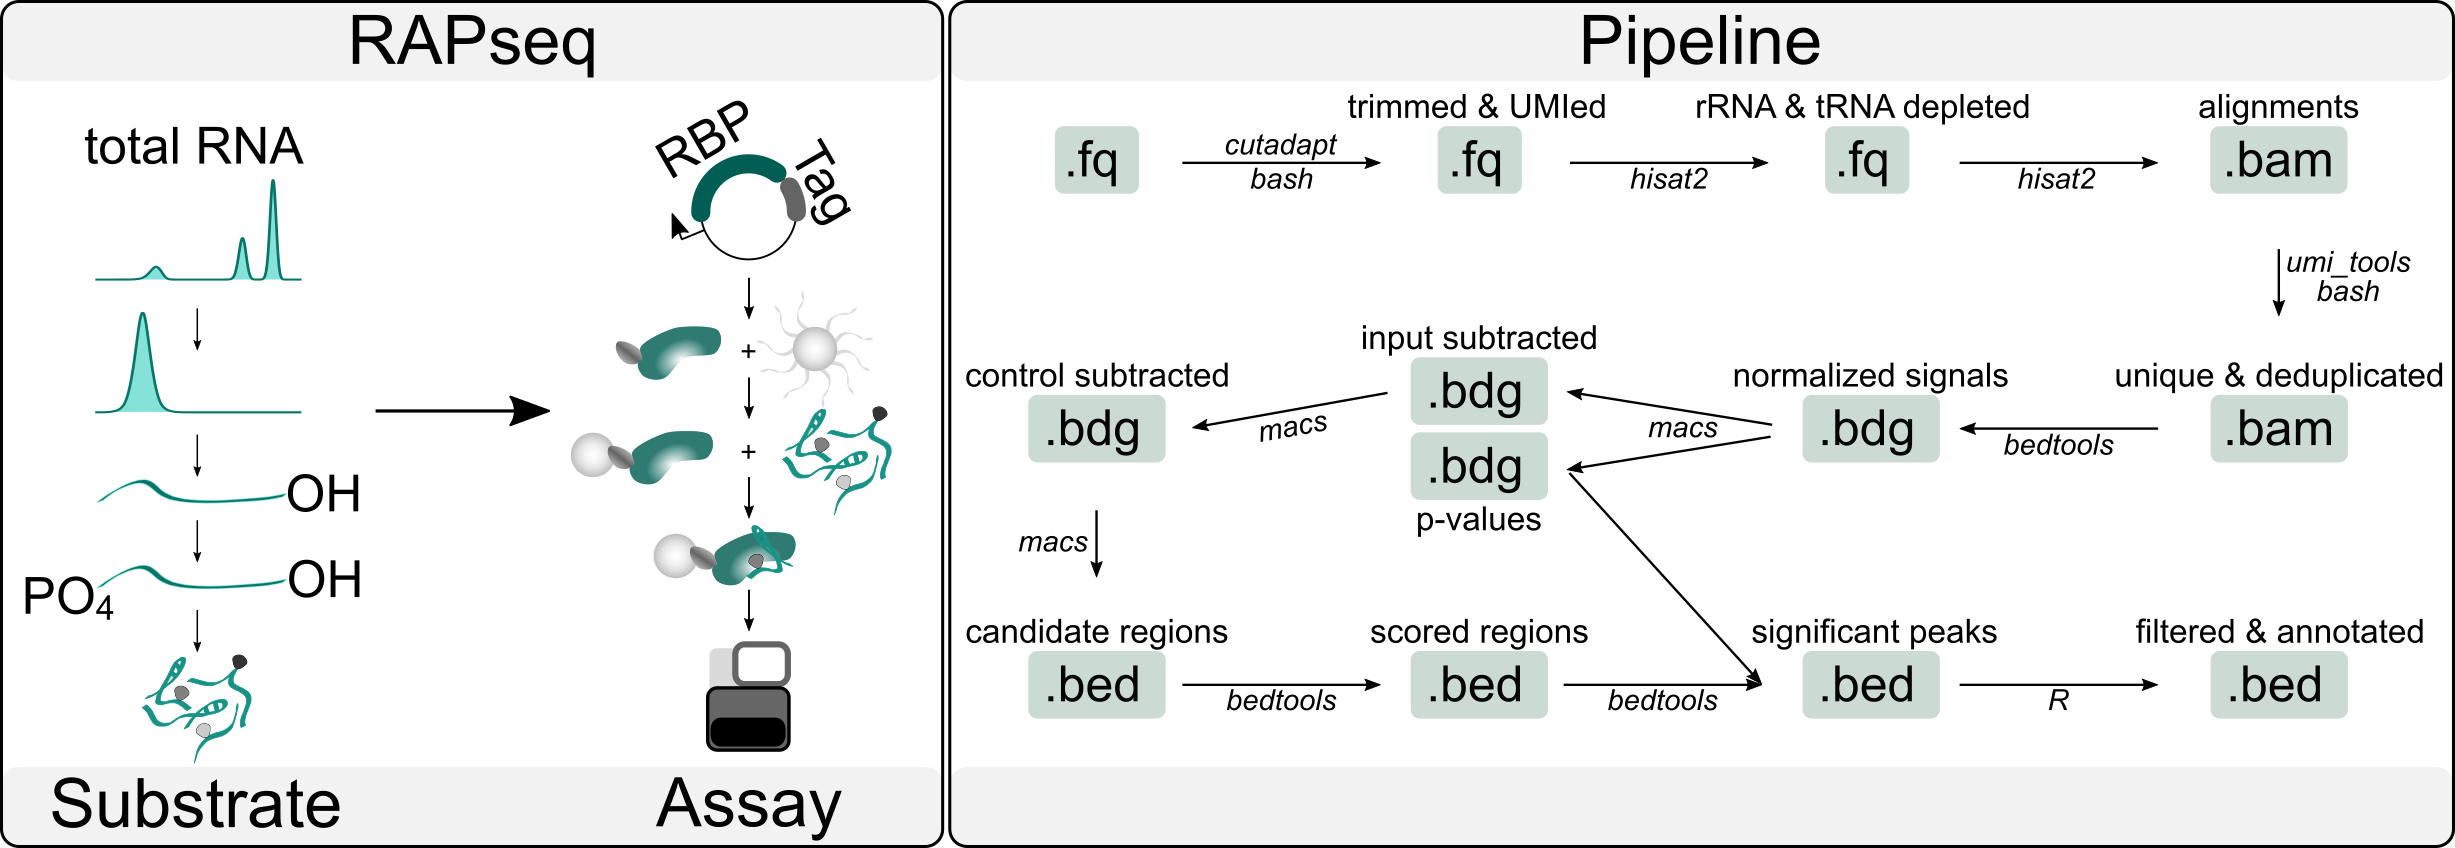 RAPseq
total RNA
OH
PO4
OH
Substrate
RBP
Tag
+
+
Assay
Pipeline
.fq
cutadapt
bash
trimmed & UMIed
.fq
hisat2
rRNA & tRNA depleted
.fq
hisat2
alignments
.bam
umi_tools
bash
unique & deduplicated
.bam
bedtools
normalized signals
.bdg
macs
input subtracted
.bdg
.bdg
p-values
macs
control subtracted
.bdg
macs
candidate regions
.bed
bedtools
scored regions
.bed
bedtools
significant peaks
.bed
R
filtered & annotated
.bed